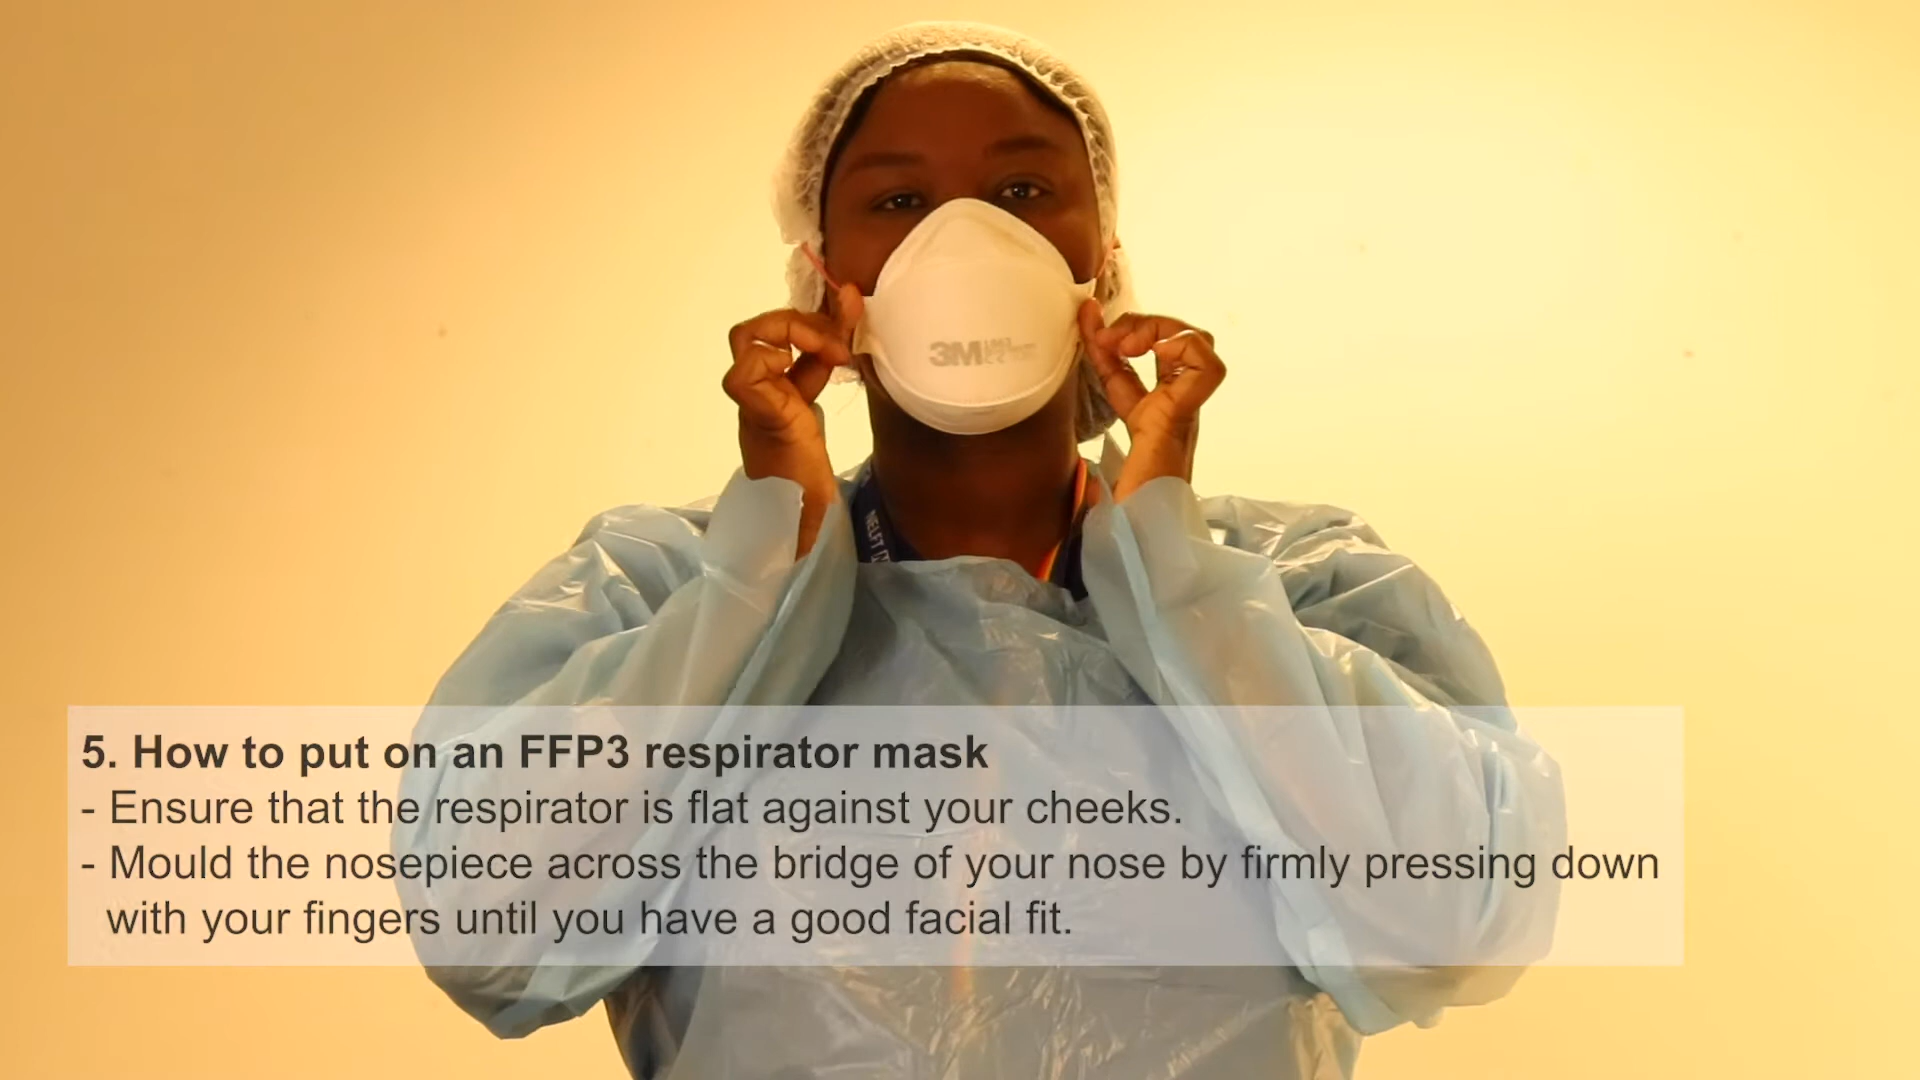 3M
NELFT
5. How to put on an FFP3 respirator mask
- Ensure that the respirator is flat against your cheeks.
- Mould the nosepiece across the bridge of your nose by firmly pressing down
with your fingers until you have a good facial fit.